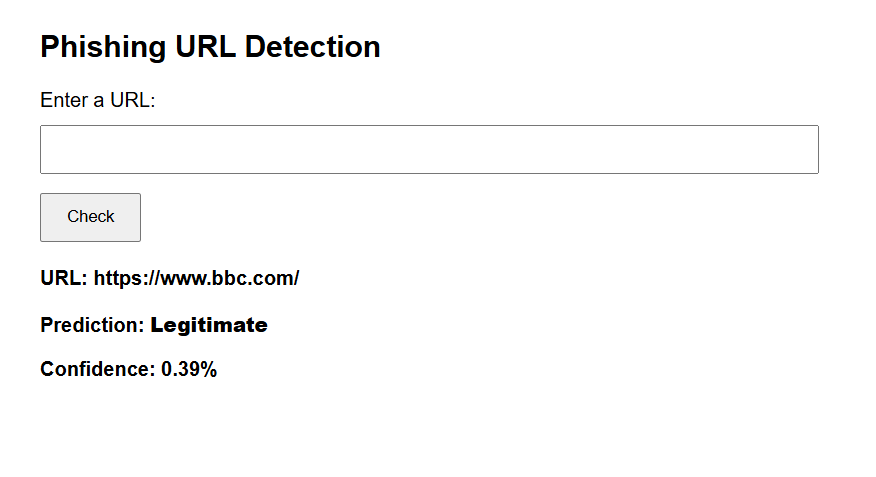 Phishing URL Detection
Enter a URL:
Check
URL: https://www.bbc.com/
Prediction: Legitimate
Confidence: 0.39%